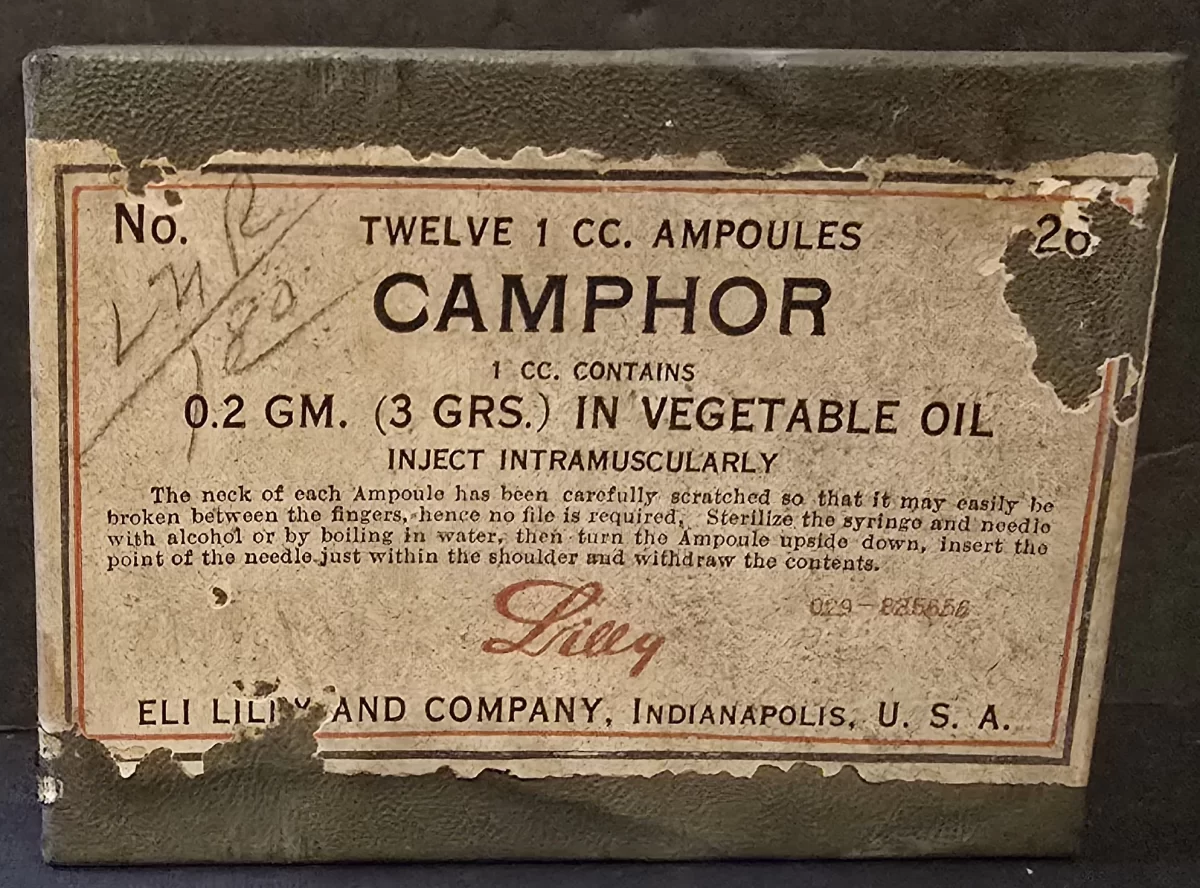 No. TWELVE 1 CC. AMPOULES 26
CAMPHOR
1 CC. CONTAINS
0.2 GM. (3 GRS.) IN VEGETABLE OIL
INJECT INTRAMUSCULARLY
The neck of each Ampoule has been carefully scratched so that it may easily be
broken between the fingers, hence no file is required. Sterilize the syringe and needle
with alcohol or by boiling in water, then turn the Ampoule upside down, insert the
point of the needle just within the shoulder and withdraw the contents.
Lilly
ELI LILLY AND COMPANY, INDIANAPOLIS, U. S. A.